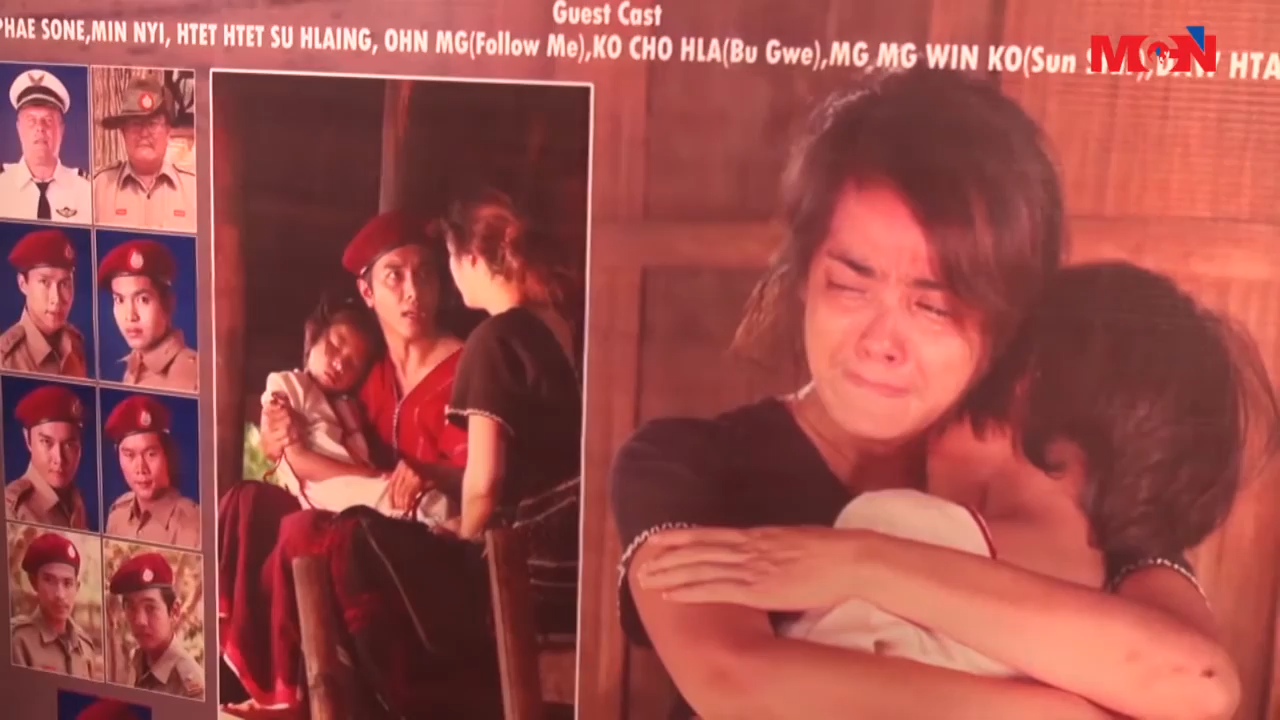 Guest Cast
PHAE SONE,MIN NYI, HTET HTET SU HLAING, OHN MG(Follow Me),KO CHO HLA(Bu Gwe),MG MG WIN KO(Sun HTA
MGN